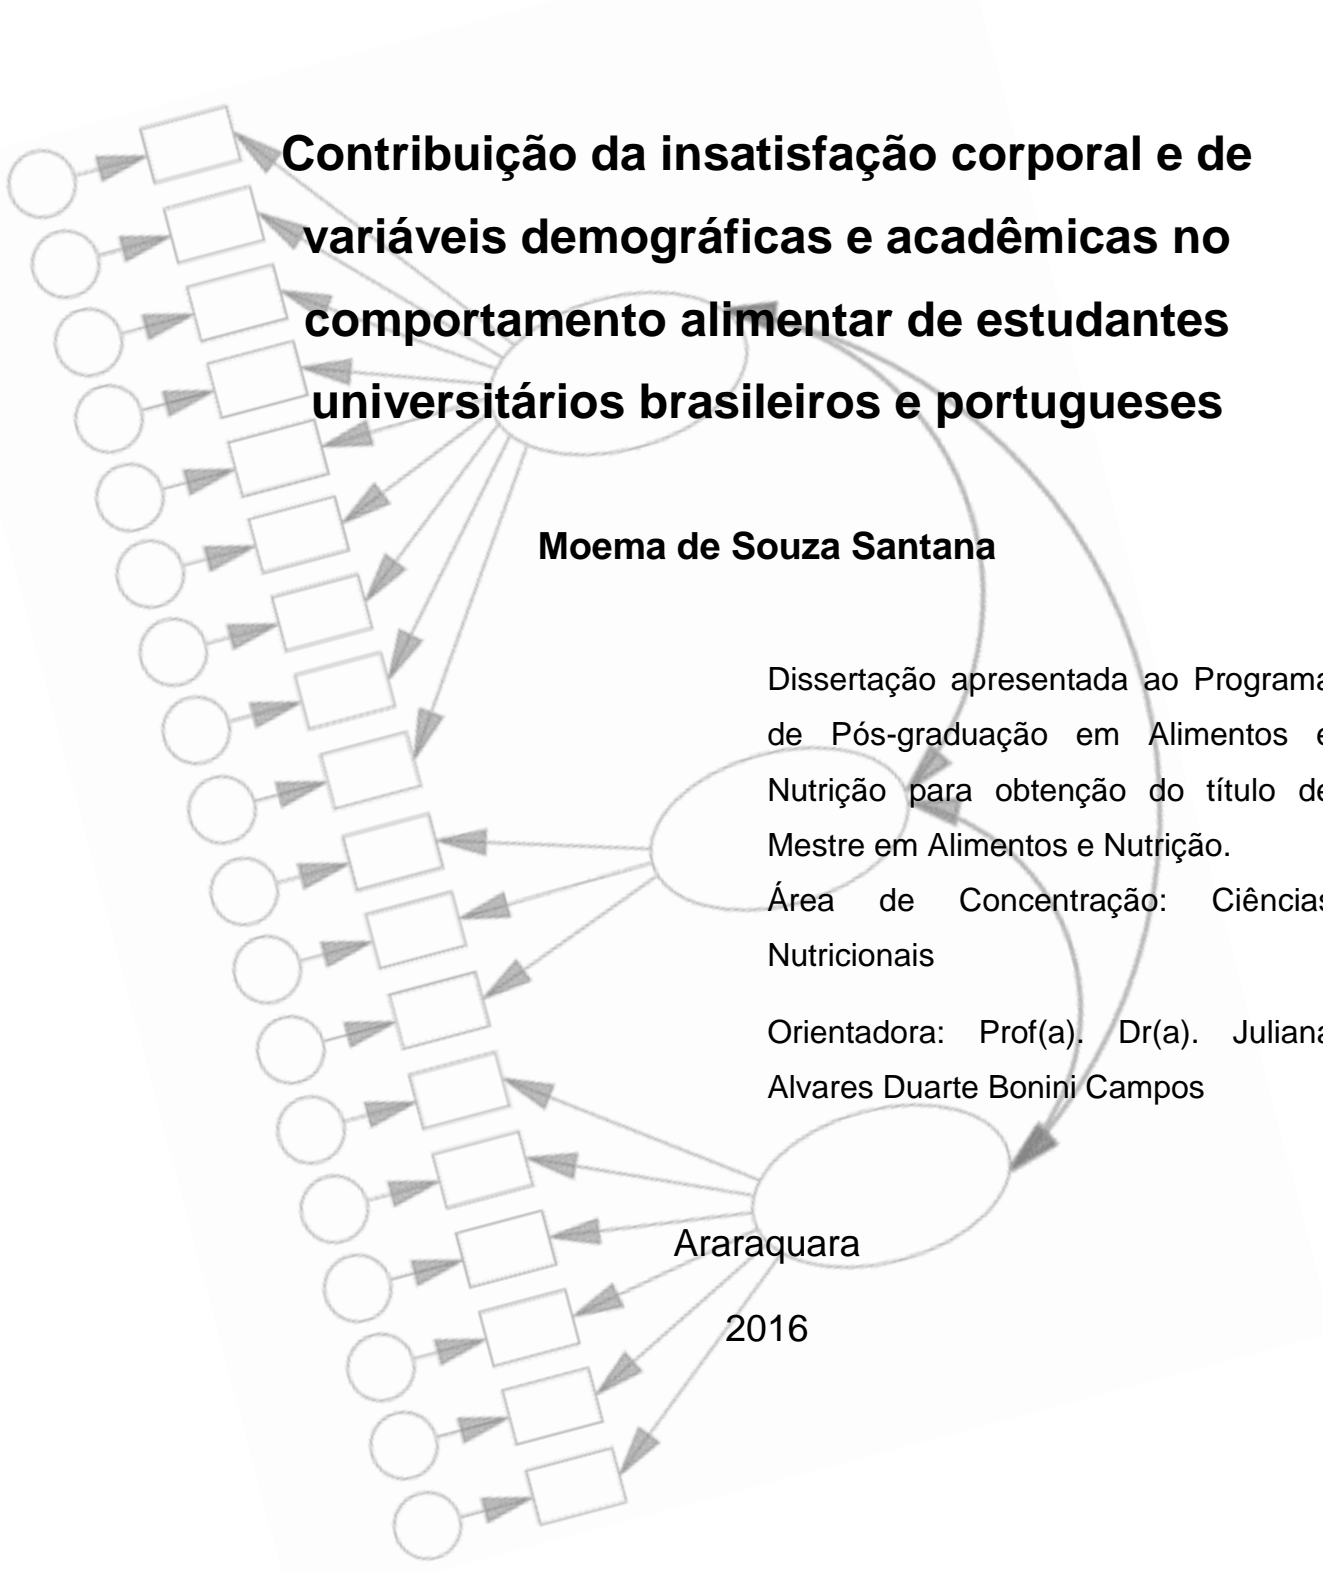 Contribuição da insatisfação corporal e de
variáveis demográficas e acadêmicas no
comportamento alimentar de estudantes
universitários brasileiros e portugueses
Moema de Souza Santana
Dissertação apresentada ao Programa
de Pós-graduação em Alimentos e
Nutrição para obtenção do título de
Mestre em Alimentos e Nutrição.
Área de Concentração: Ciências
Nutricionais
Orientadora: Prof(a). Dr(a). Juliana
Alvares Duarte Bonini Campos
Araraquara
2016